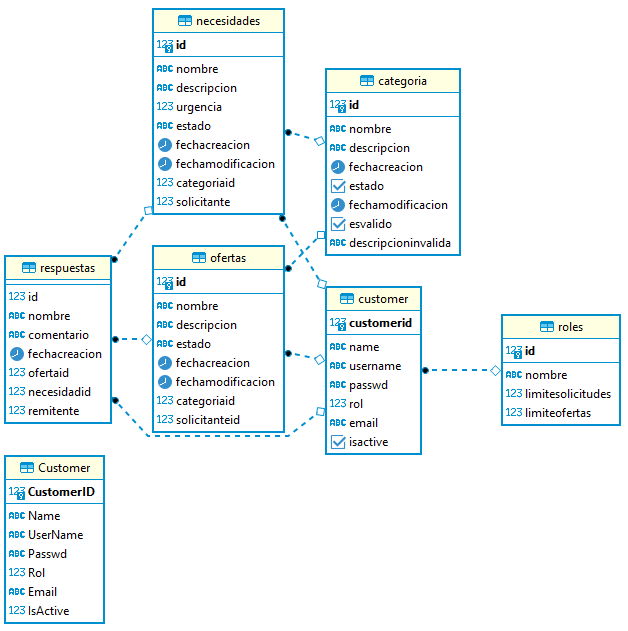 necesidades
123 id
ABC nombre
ABC descripcion
123 urgencia
ABC estado
fechacreacion
fechamodificacion
123 categoriaid
123 solicitante
categoria
123 id
ABC nombre
ABC descripcion
fechacreacion
estado
fechamodificacion
esvalido
ABC descripcioninvalida
respuestas
123 id
ABC nombre
ABC comentario
fechacreacion
123 ofertaid
123 necesidadid
123 remitente
ofertas
123 id
ABC nombre
ABC descripcion
ABC estado
fechacreacion
fechamodificacion
123 categoriaid
123 solicitanteid
customer
123 customerid
ABC name
ABC username
ABC passwd
123 rol
ABC email
isactive
roles
123 id
ABC nombre
123 limitesolicitudes
123 limiteofertas
Customer
123 CustomerID
ABC Name
ABC UserName
ABC Passwd
123 Rol
ABC Email
123 IsActive